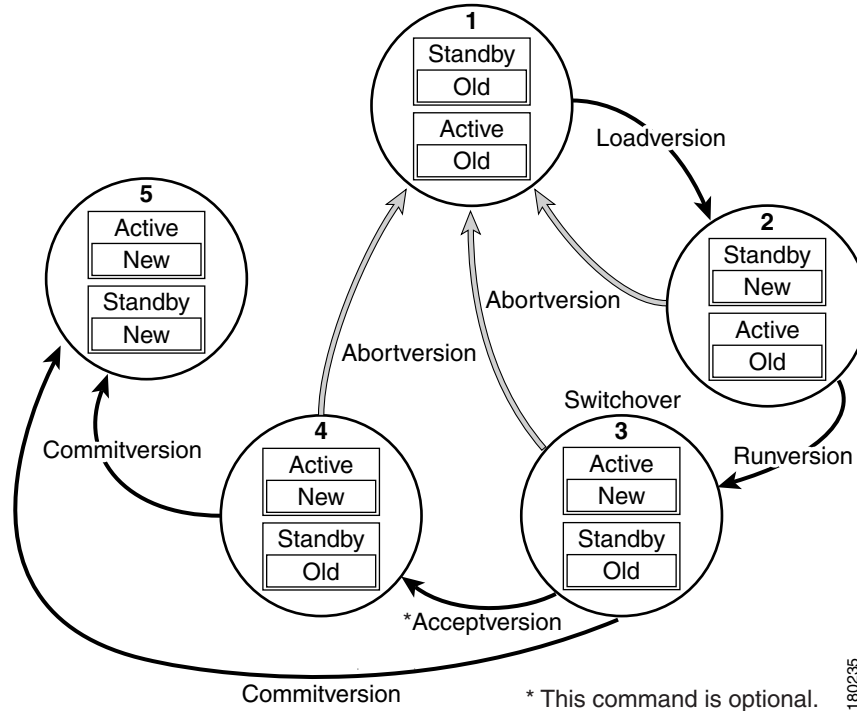 1
Standby
Old
Active
Old
Loadversion
5
Active
New
Standby
New
2
Standby
New
Active
Old
Abortversion
Abortversion
Switchover
Commitversion
4
Active
New
Standby
Old
3
Active
New
Standby
Old
Runversion
*Acceptversion
Commitversion
* This command is optional.
180235